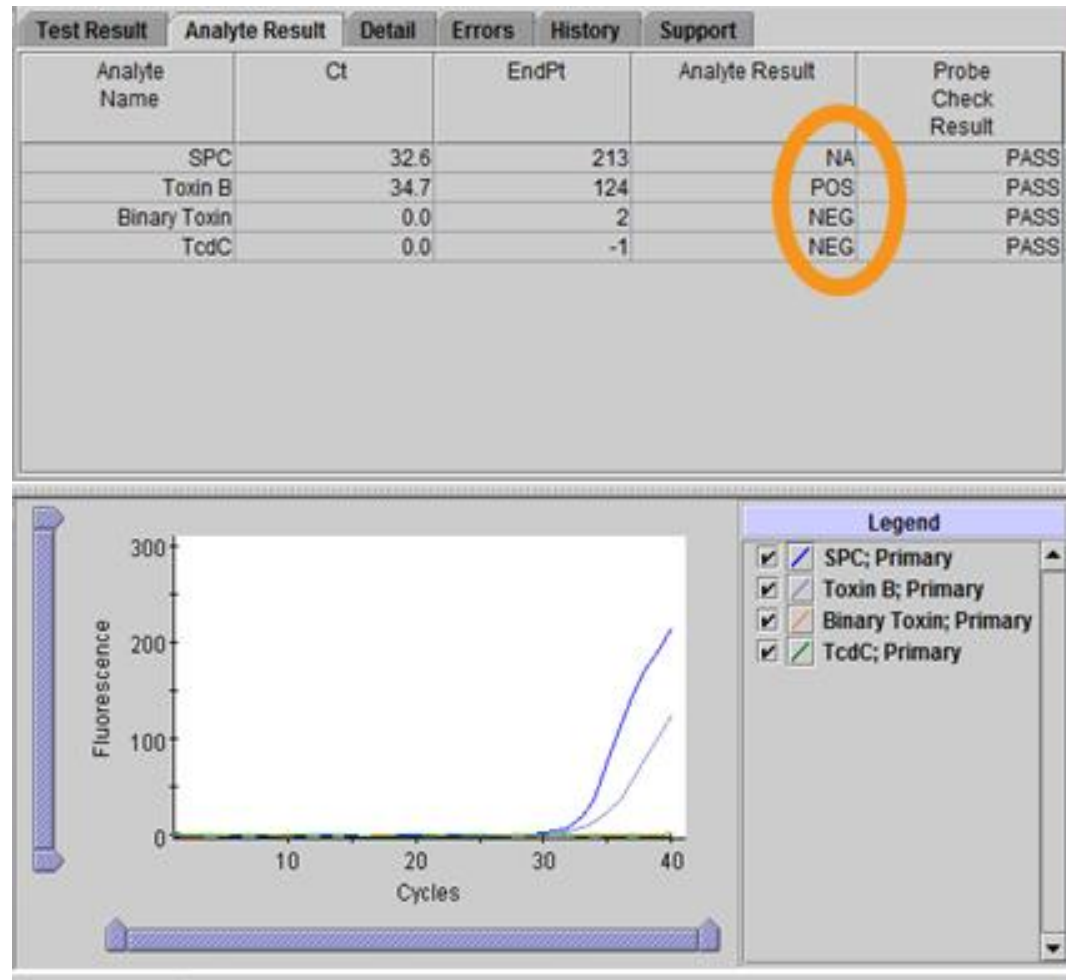 Test Result Analyte Result Detail Errors History Support
Analyte Name Ct EndPt Analyte Result Probe Check Result
SPC 32.6 213 NA PASS
Toxin B 34.7 124 POS PASS
Binary Toxin 0.0 2 NEG PASS
TcdC 0.0 -1 NEG PASS
300
200
100
0
Fluorescence
10 20 30 40
Cycles
Legend
SPC; Primary
Toxin B; Primary
Binary Toxin; Primary
TcdC; Primary